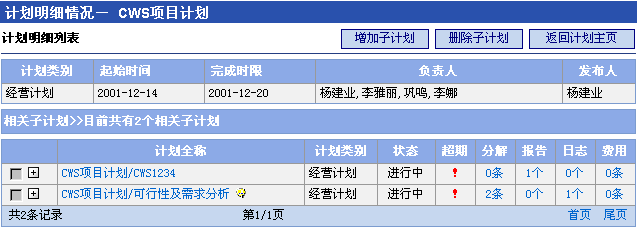 计划明细情况－ CWS项目计划
计划明细列表 增加子计划 删除子计划 返回计划主页
计划类别 起始时间 完成时限 负责人 发布人
经营计划 2001-12-14 2001-12-20 杨建业,李雅丽,巩鸣,李娜 杨建业
相关子计划>>目前共有2个相关子计划
计划全称 计划类别 状态 超期 分解 报告 日志 费用
CWS项目计划/CWS1234 经营计划 进行中 ! 0条 1个 0个 0条
CWS项目计划/可行性及需求分析 经营计划 进行中 ! 2条 0个 1个 0条
共2条记录 第1/1页 首页 尾页